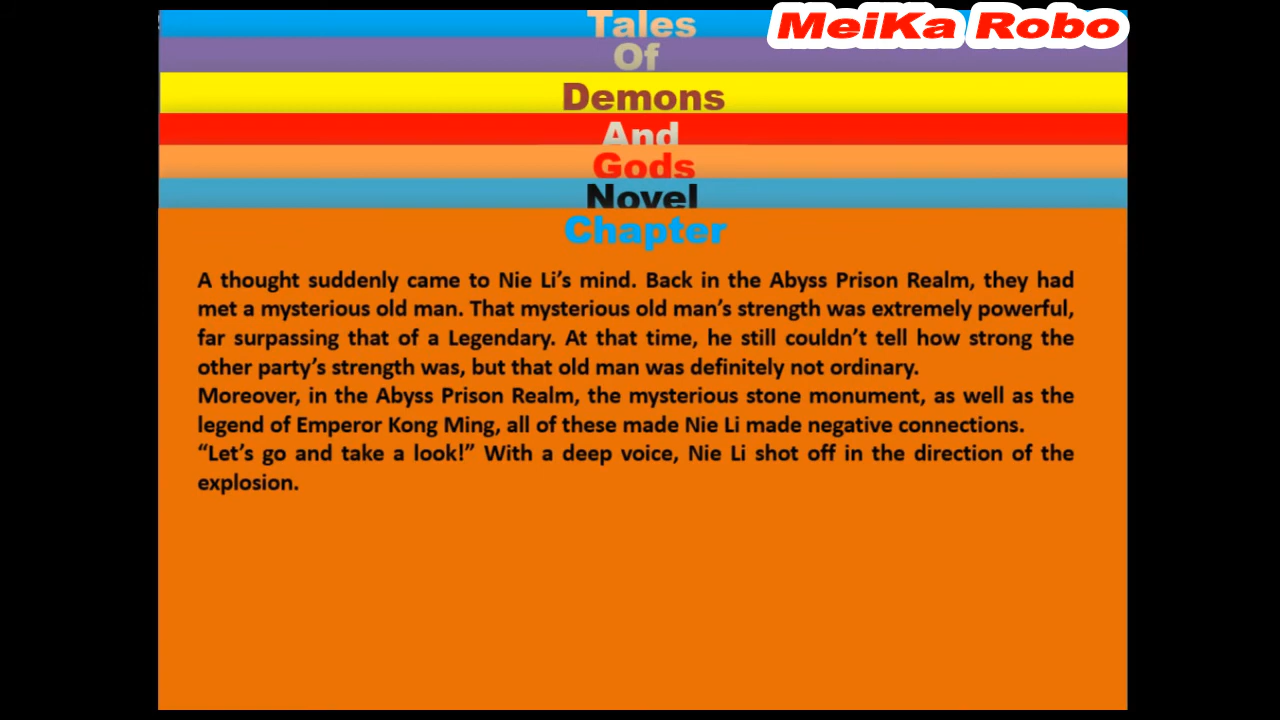 Tales
MeiKa Robo
Of
Demons
And
Gods
Novel
Chapter
A thought suddenly came to Nie Li’s mind. Back in the Abyss Prison Realm, they had
met a mysterious old man. That mysterious old man’s strength was extremely powerful,
far surpassing that of a Legendary. At that time, he still couldn’t tell how strong the
other party’s strength was, but that old man was definitely not ordinary.
Moreover, in the Abyss Prison Realm, the mysterious stone monument, as well as the
legend of Emperor Kong Ming, all of these made Nie Li made negative connections.
“Let’s go and take a look!” With a deep voice, Nie Li shot off in the direction of the
explosion.